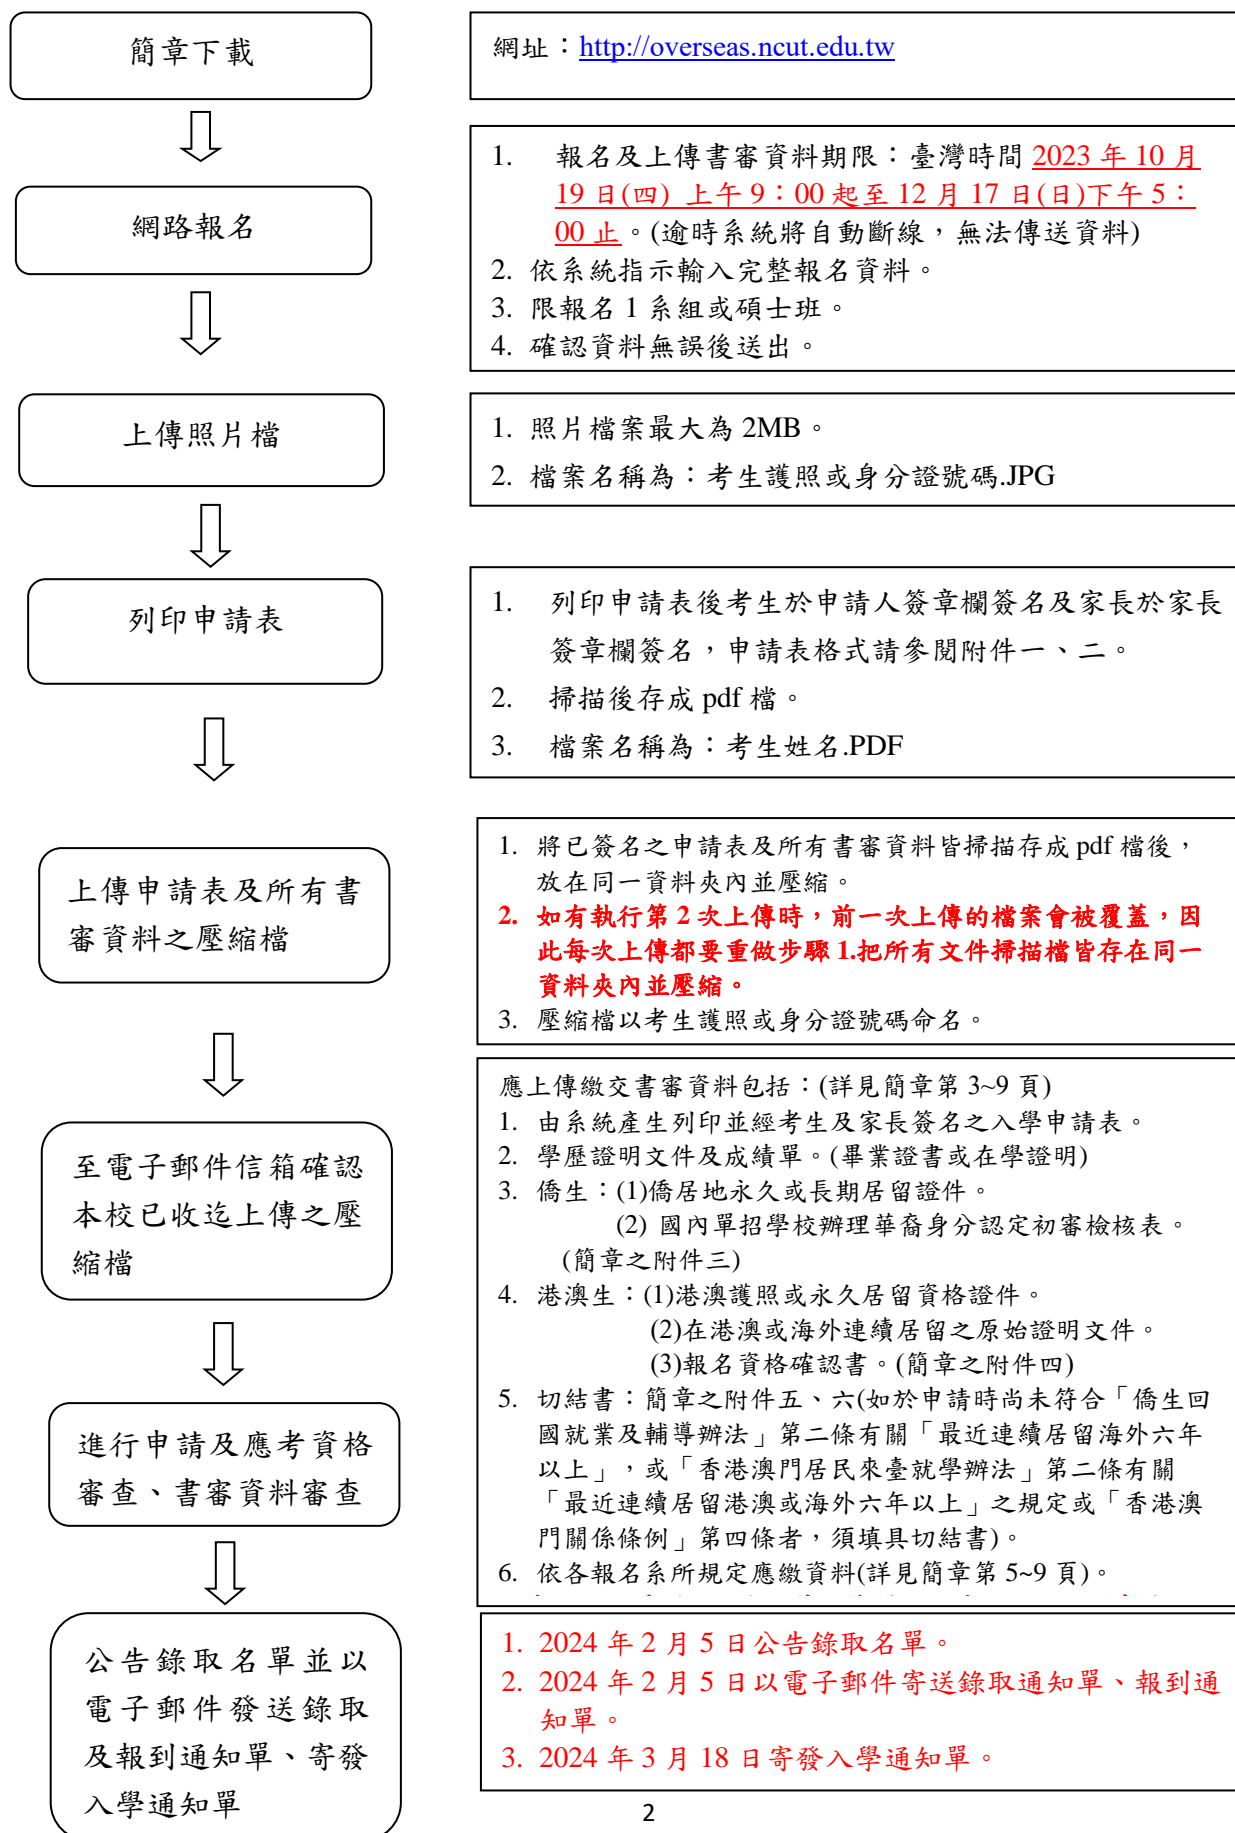 簡章下載
網址：http://overseas.ncut.edu.tw
網路報名
1. 報名及上傳書審資料期限：臺灣時間 2023 年 10 月
19 日(四) 上午 9：00 起至 12 月 17 日(日)下午 5：
00 止。(逾時系統將自動斷線，無法傳送資料)
2. 依系統指示輸入完整報名資料。
3. 限報名 1 系組或碩士班。
4. 確認資料無誤後送出。
上傳照片檔
1. 照片檔案最大為 2MB。
2. 檔案名稱為：考生護照或身分證號碼.JPG
列印申請表
1. 列印申請表後考生於申請人簽章欄簽名及家長於家長
簽章欄簽名，申請表格式請參閱附件一、二。
2. 掃描後存成 pdf 檔。
3. 檔案名稱為：考生姓名.PDF
上傳申請表及所有書
審資料之壓縮檔
1. 將已簽名之申請表及所有書審資料皆掃描存成 pdf 檔後，
放在同一資料夾內並壓縮。
2. 如有執行第 2 次上傳時，前一次上傳的檔案會被覆蓋，因
此每次上傳都要重做步驟 1.把所有文件掃描檔皆存在同一
資料夾內並壓縮。
3. 壓縮檔以考生護照或身分證號碼命名。
至電子郵件信箱確認
本校已收迄上傳之壓
縮檔
應上傳繳交書審資料包括：(詳見簡章第 3~9 頁)
1. 由系統產生列印並經考生及家長簽名之入學申請表。
2. 學歷證明文件及成績單。(畢業證書或在學證明)
3. 僑生：(1)僑居地永久或長期居留證件。
(2) 國內單招學校辦理華裔身分認定初審檢核表。
(簡章之附件三)
4. 港澳生：(1)港澳護照或永久居留資格證件。
(2)在港澳或海外連續居留之原始證明文件。
(3)報名資格確認書。(簡章之附件四)
5. 切結書：簡章之附件五、六(如於申請時尚未符合「僑生回
國就業及輔導辦法」第二條有關「最近連續居留海外六年
以上」，或「香港澳門居民來臺就學辦法」第二條有關
「最近連續居留港澳或海外六年以上」之規定或「香港澳
門關係條例」第四條者，須填具切結書)。
6. 依各報名系所規定應繳資料(詳見簡章第 5~9 頁)。
進行申請及應考資格
審查、書審資料審查
公告錄取名單並以
電子郵件發送錄取
及報到通知單、寄發
入學通知單
1. 2024 年 2 月 5 日公告錄取名單。
2. 2024 年 2 月 5 日以電子郵件寄送錄取通知單、報到通
知單。
3. 2024 年 3 月 18 日寄發入學通知單。
2